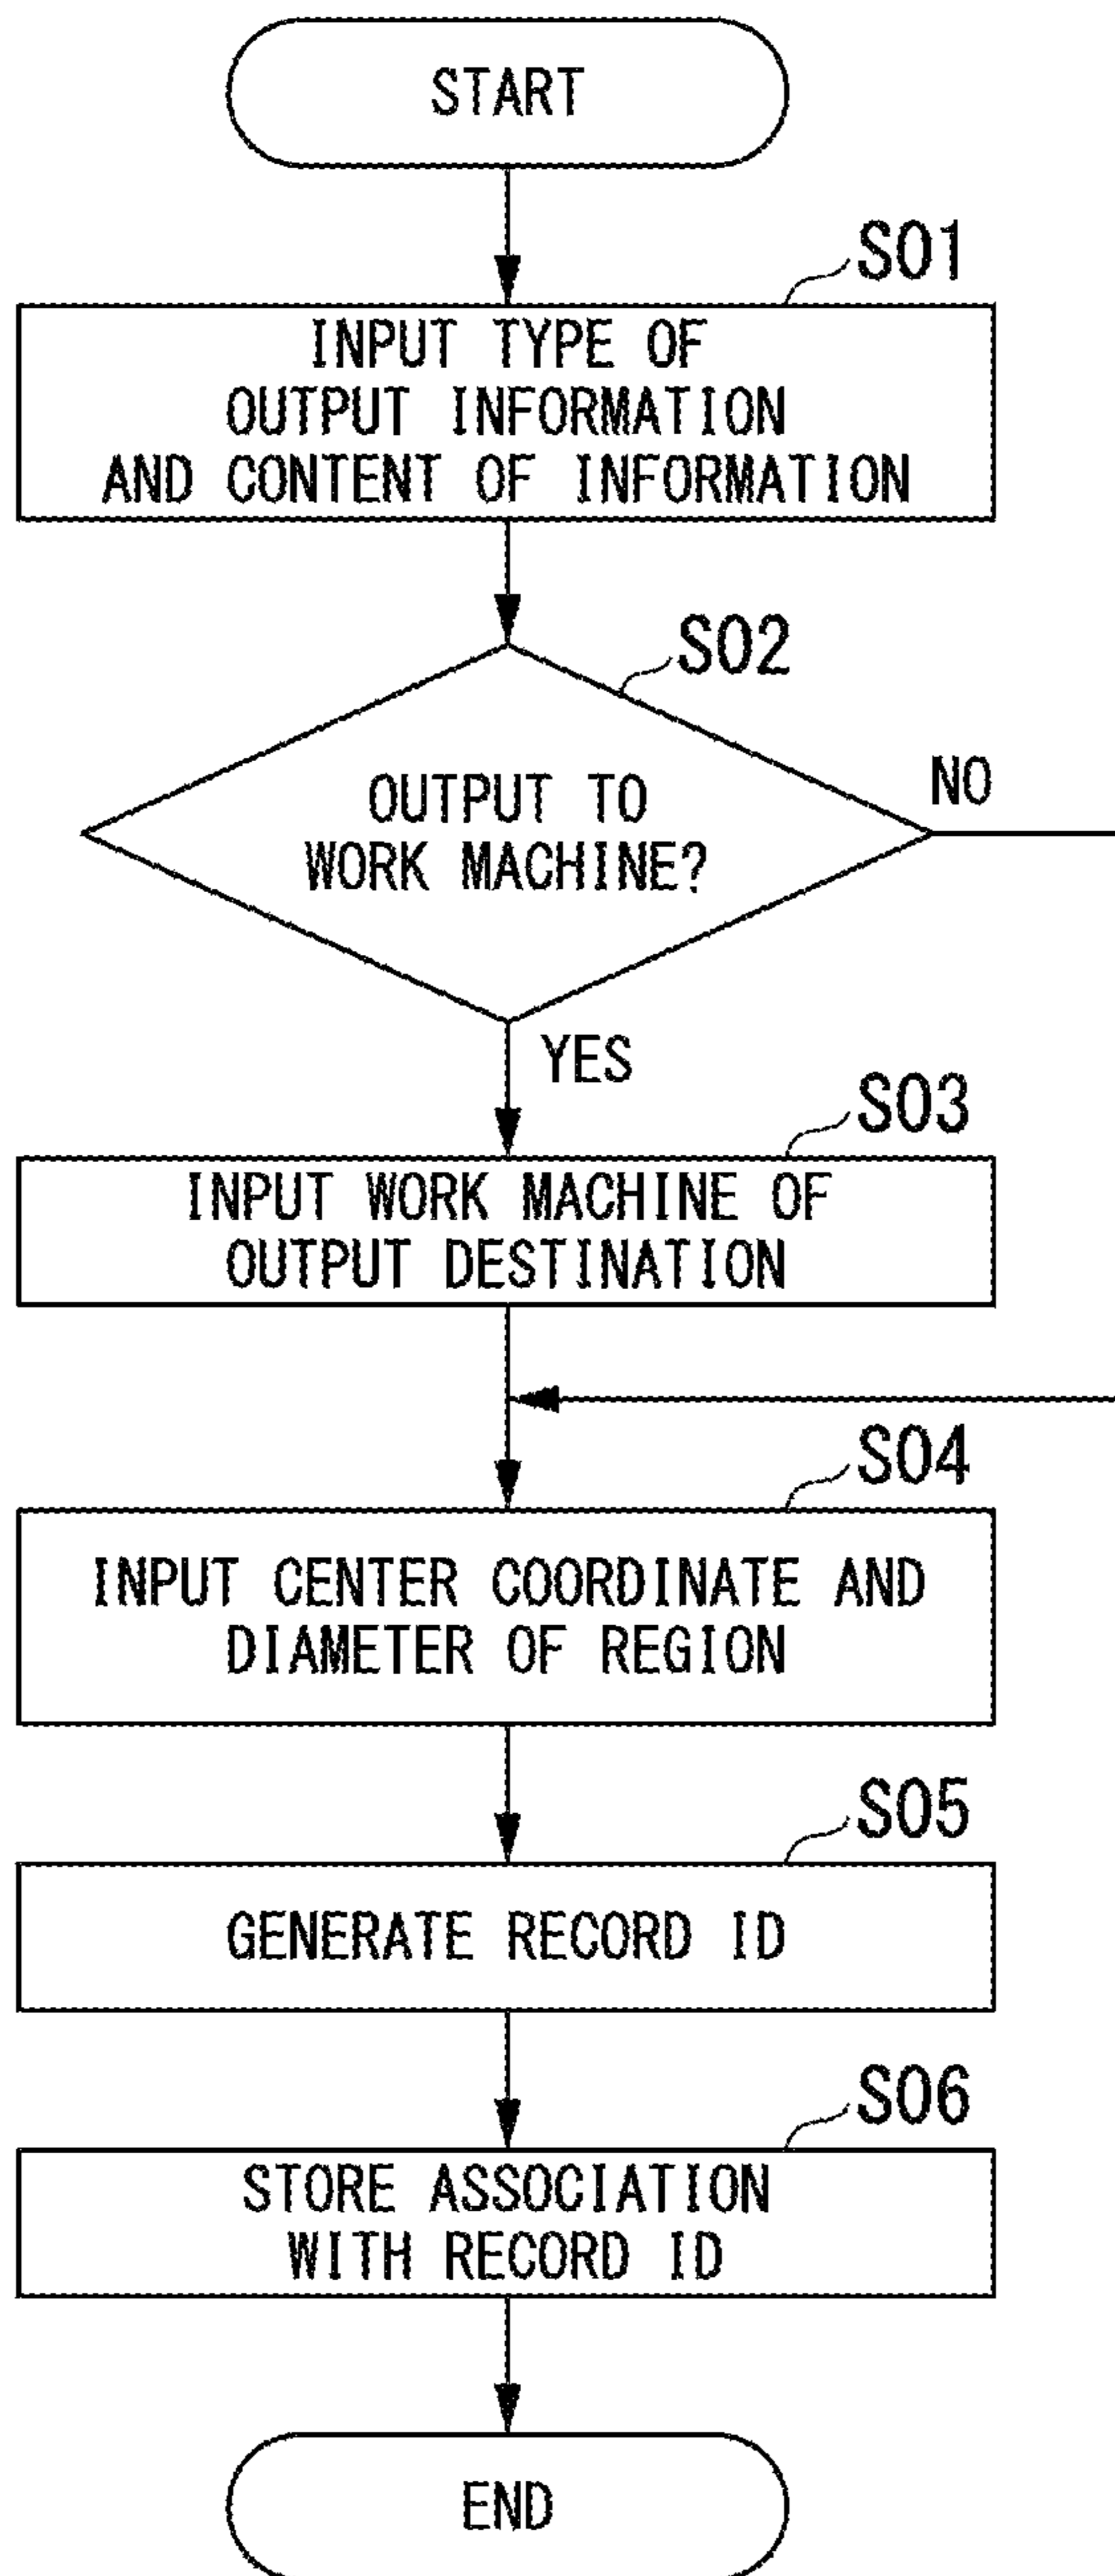 START
S01
INPUT TYPE OF
OUTPUT INFORMATION
AND CONTENT OF INFORMATION
S02
OUTPUT TO
WORK MACHINE?
NO
YES
S03
INPUT WORK MACHINE OF
OUTPUT DESTINATION
S04
INPUT CENTER COORDINATE AND
DIAMETER OF REGION
S05
GENERATE RECORD ID
S06
STORE ASSOCIATION
WITH RECORD ID
END